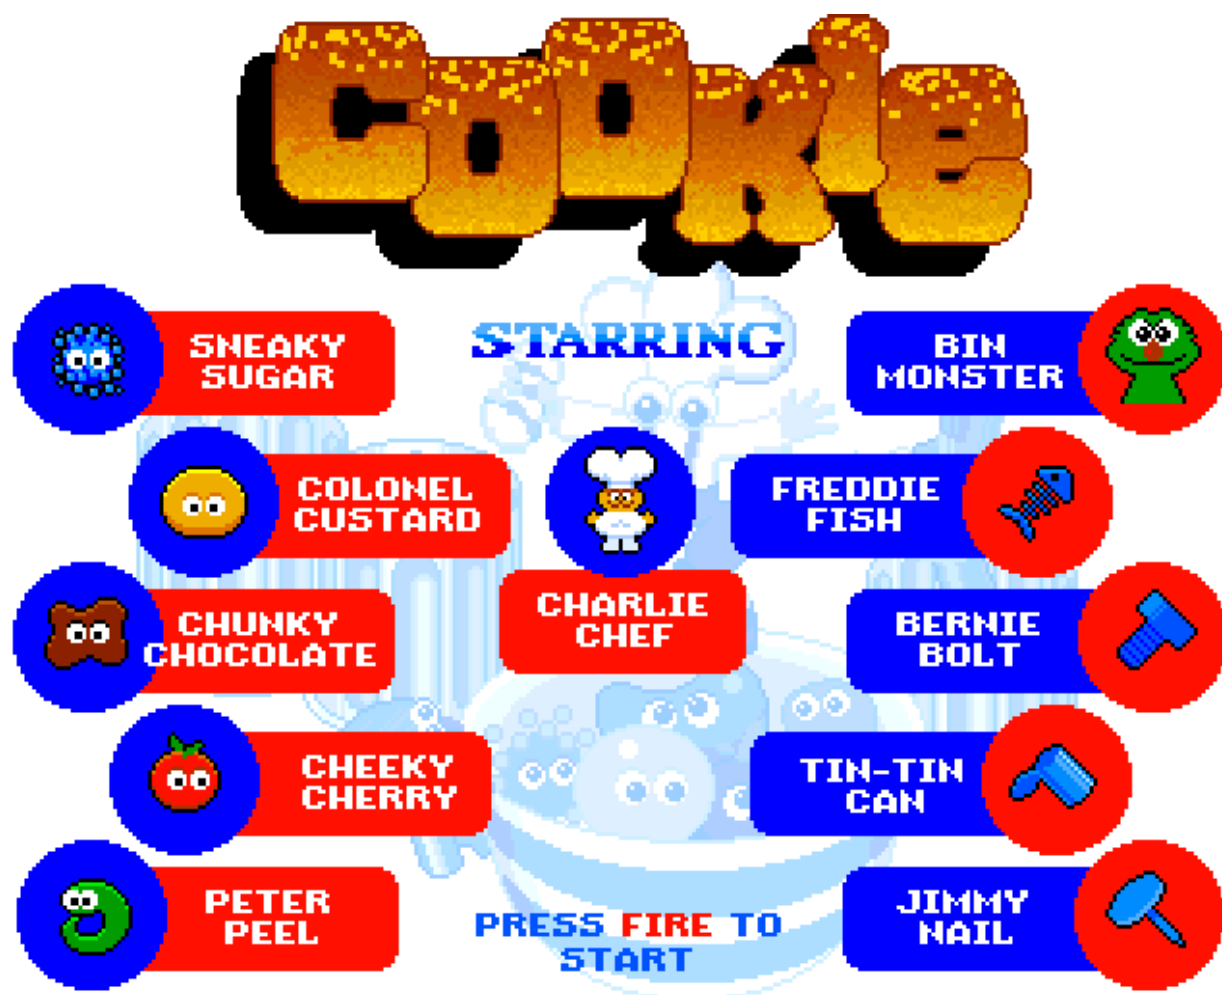 CooKie
STARRING
SNEAKY
SUGAR
COLONEL
CUSTARD
CHUNKY
CHOCOLATE
CHEEKY
CHERRY
PETER
PEEL
CHARLIE
CHEF
BIN
MONSTER
FREDDIE
FISH
BERNIE
BOLT
TIN-TIN
CAN
JIMMY
NAIL
PRESS FIRE TO
START